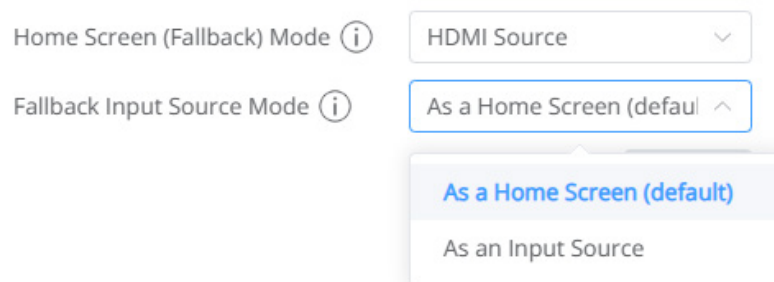 Home Screen (Fallback) Mode HDMI Source
Fallback Input Source Mode As a Home Screen (defaul
As a Home Screen (default)
As an Input Source